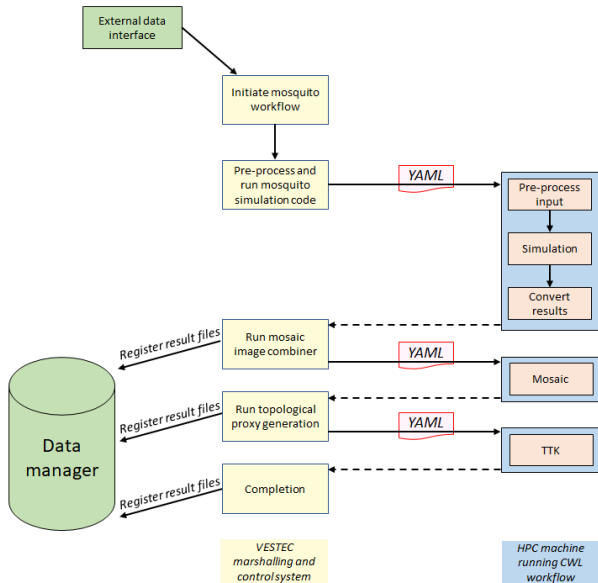 External data
interface
Initiate mosquito
workflow
Pre-process and
run mosquito
simulation code
YAML
Pre-process
input
Simulation
Convert
results
Register result files
Run mosaic
image combiner
YAML
Mosaic
Register result files
Run topological
proxy generation
YAML
TTK
Data
manager
Register result files
Completion
VESTEC
marshalling and
control system
HPC machine
running CWL
workflow